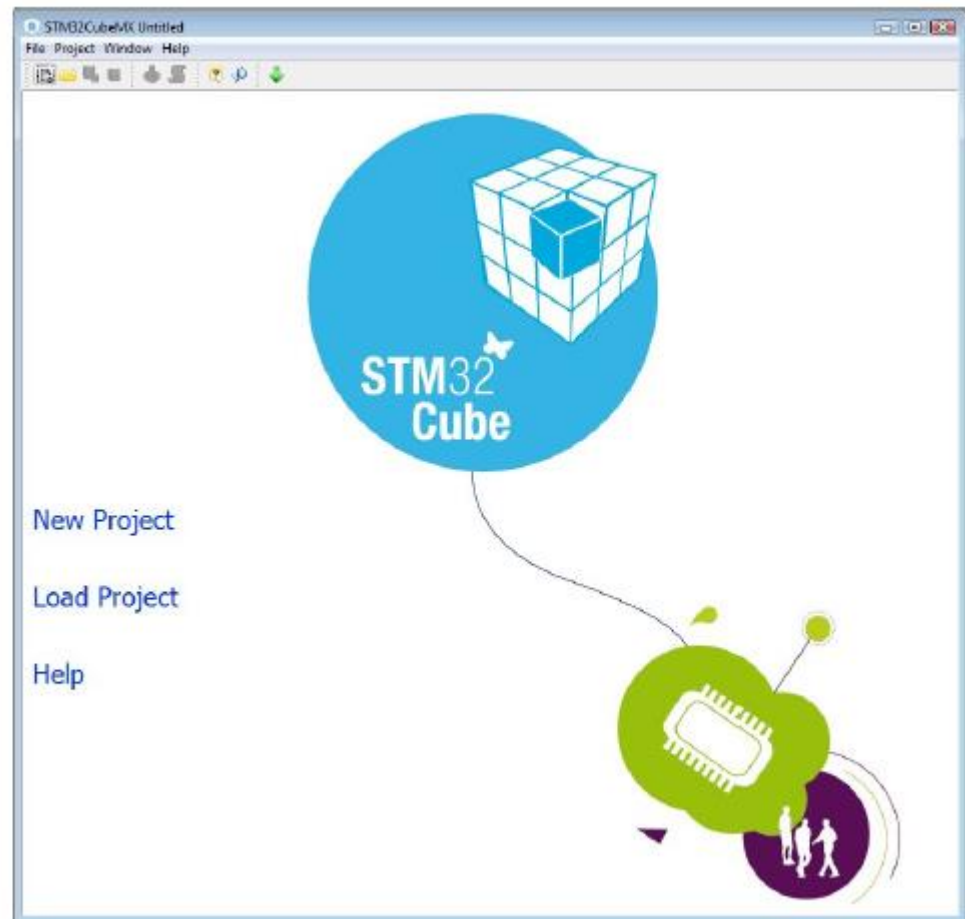 STM32CubeMX Untitled
File Project Window Help
STM32
Cube
New Project
Load Project
Help